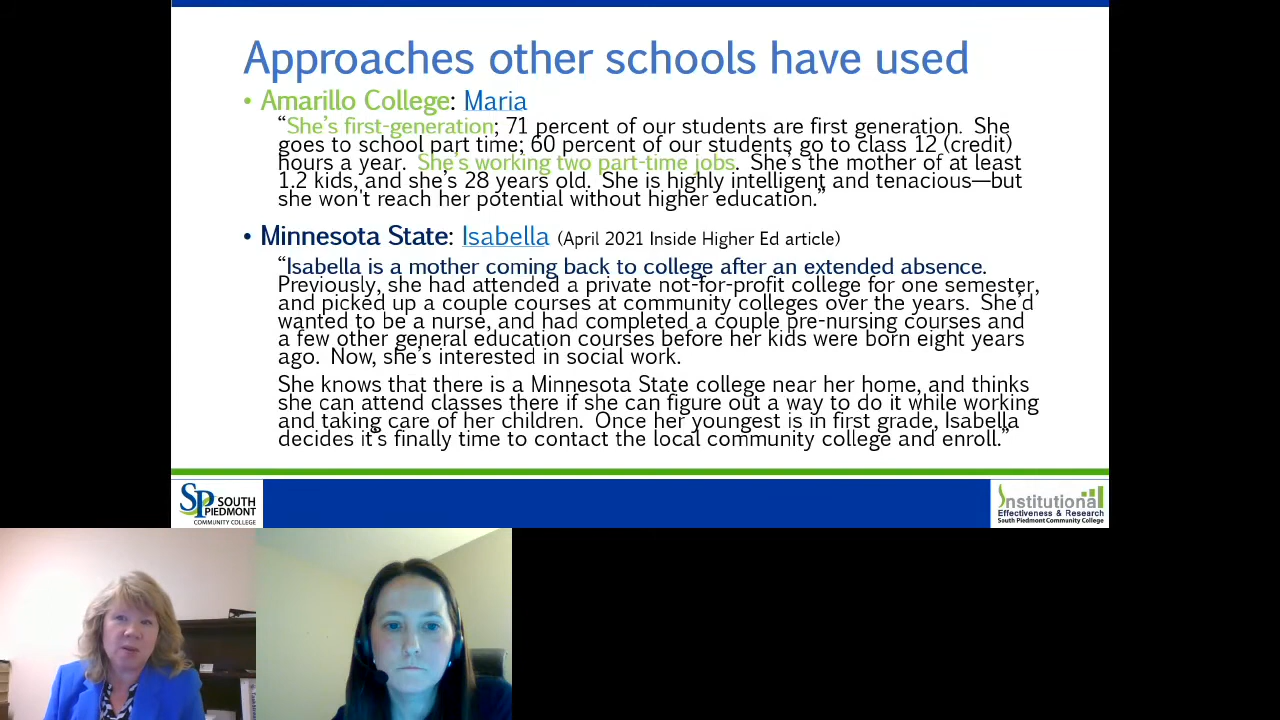 Approaches other schools have used
• Amarillo College: Maria
“She’s first-generation; 71 percent of our students are first generation. She
goes to school part time; 60 percent of our students go to class 12 (credit)
hours a year. She’s working two part-time jobs. She’s the mother of at least
1.2 kids, and she’s 28 years old. She is highly intelligent and tenacious—but
she won't reach her potential without higher education.”
• Minnesota State: Isabella (April 2021 Inside Higher Ed article)
“Isabella is a mother coming back to college after an extended absence.
Previously, she had attended a private not-for-profit college for one semester,
and picked up a couple courses at community colleges over the years. She’d
wanted to be a nurse, and had completed a couple pre-nursing courses and
a few other general education courses before her kids were born eight years
ago. Now, she’s interested in social work.
She knows that there is a Minnesota State college near her home, and thinks
she can attend classes there if she can figure out a way to do it while working
and taking care of her children. Once her youngest is in first grade, Isabella
decides it’s finally time to contact the local community college and enroll.”
SP SOUTH
PIEDMONT
COMMUNITY COLLEGE
Institutional
Effectiveness & Research
South Piedmont Community College